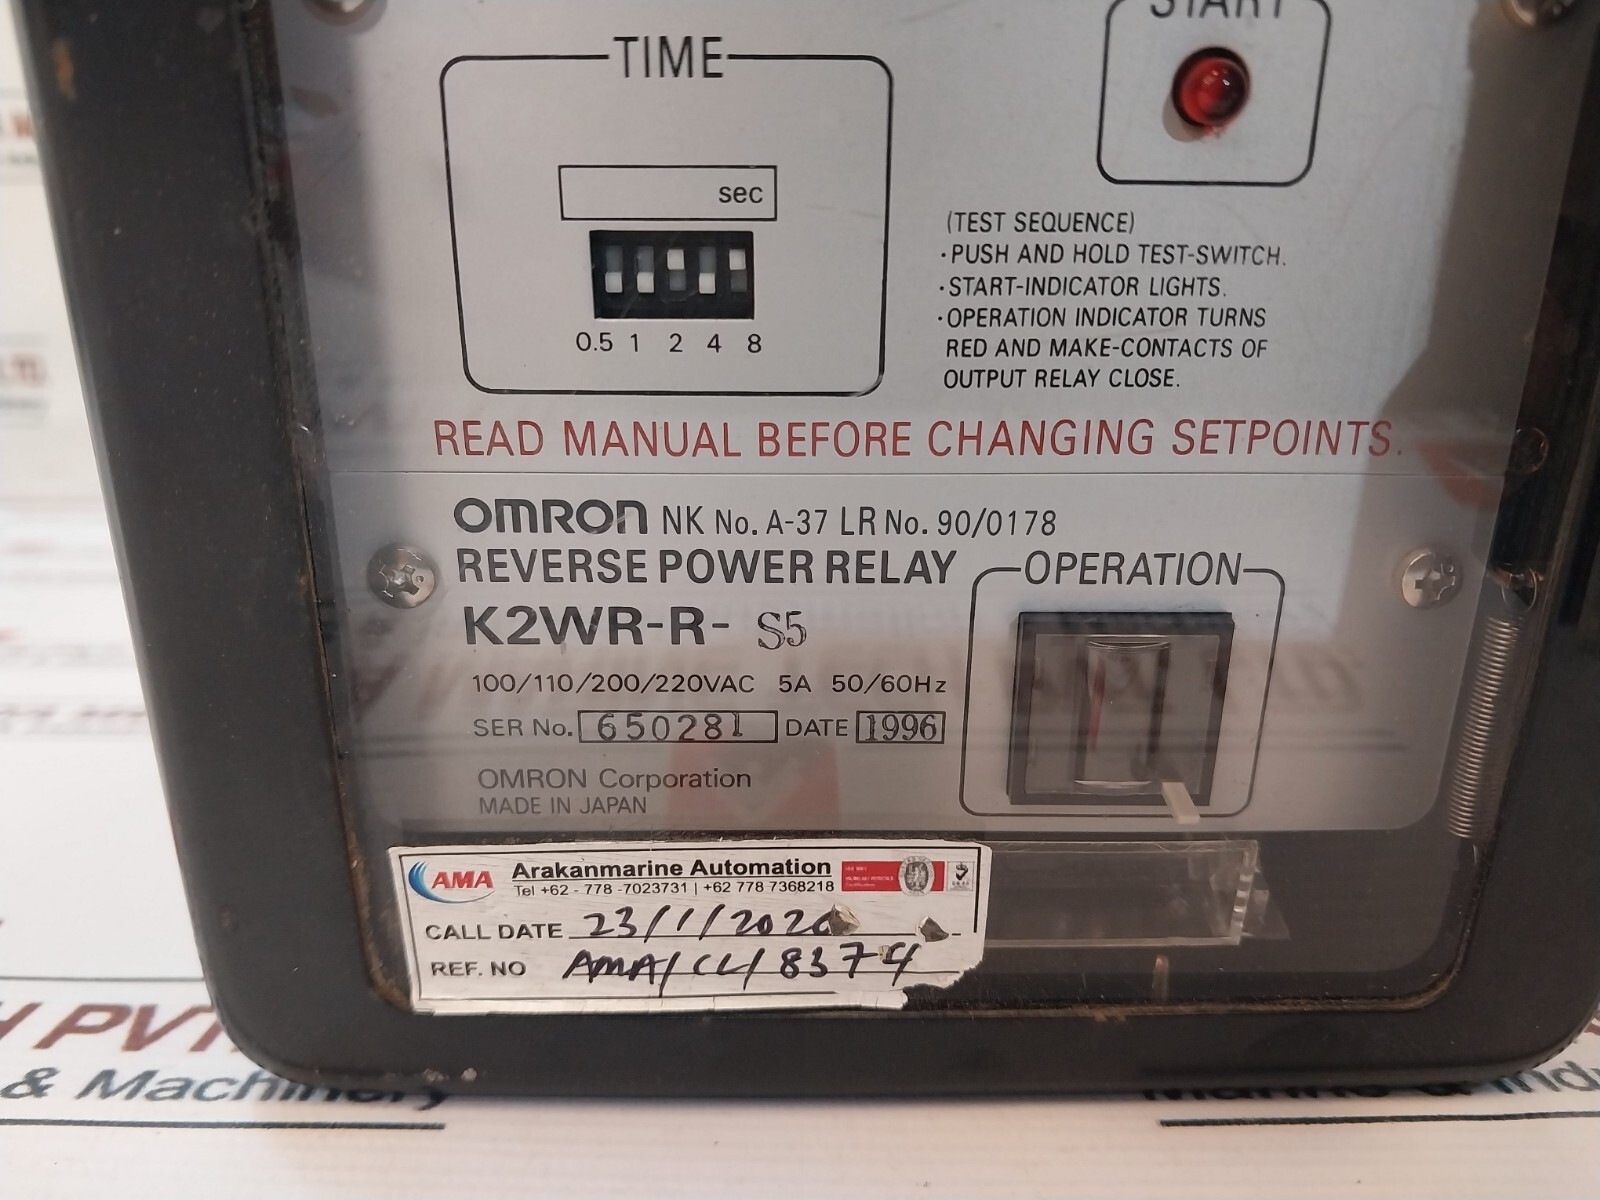 START
TIME
sec
0.5 1 2 4 8
(TEST SEQUENCE)
·PUSH AND HOLD TEST-SWITCH.
·START-INDICATOR LIGHTS.
·OPERATION INDICATOR TURNS
RED AND MAKE-CONTACTS OF
OUTPUT RELAY CLOSE.
READ MANUAL BEFORE CHANGING SETPOINTS.
OMRON NK No. A-37 LR No. 90/0178
REVERSE POWER RELAY
OPERATION
K2WR-R- S5
100/110/200/220VAC 5A 50/60Hz
SER No. 650281 DATE 1996
OMRON Corporation
MADE IN JAPAN
AMA Arakanmarine Automation
Tel +62 - 778 -7023731 | +62 778 7368218
CALL DATE 23/1/2020
REF. NO AMA/CL/8374
& Machinery